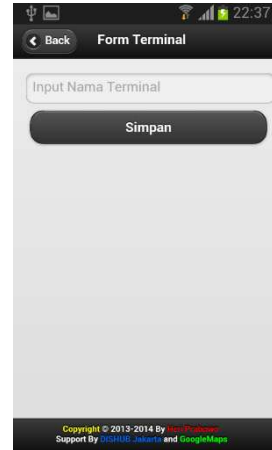 22:37
Back
Form Terminal
Input Nama Terminal
Simpan
Copyright © 2013-2014 By
Support By DISHUB Jakarta and GoogleMaps